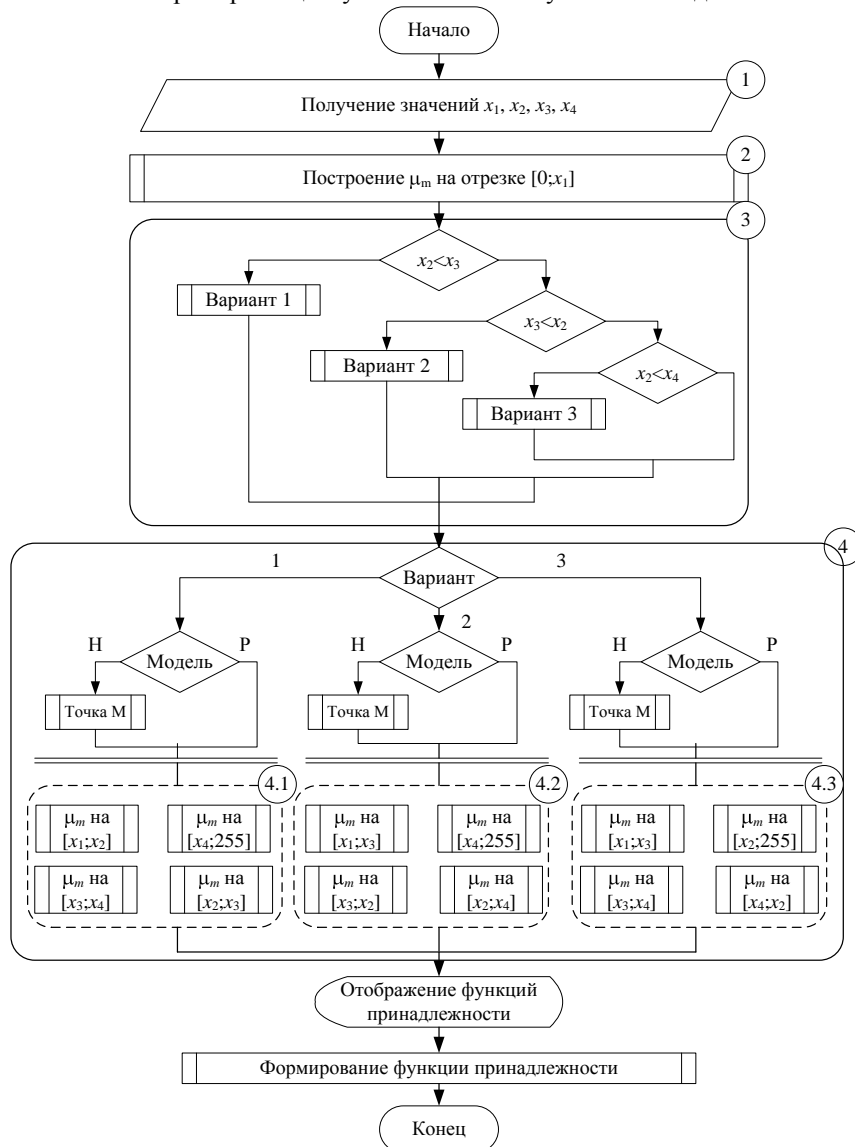 Начало
1
Получение значений x₁, x₂, x₃, x₄
2
Построение μₘ на отрезке [0;x₁]
3
x₂<x₃
Вариант 1
x₃<x₂
Вариант 2
x₂<x₄
Вариант 3
4
1
Вариант
3
2
Н
Модель
Р
Н
Модель
Р
Н
Модель
Р
Точка М
Точка М
Точка М
4.1
4.2
4.3
μₘ на
[x₁;x₂]
μₘ на
[x₄;255]
μₘ на
[x₁;x₃]
μₘ на
[x₄;255]
μₘ на
[x₁;x₃]
μₘ на
[x₂;255]
μₘ на
[x₃;x₄]
μₘ на
[x₂;x₃]
μₘ на
[x₃;x₂]
μₘ на
[x₂;x₄]
μₘ на
[x₃;x₄]
μₘ на
[x₄;x₂]
Отображение функций
принадлежности
Формирование функции принадлежности
Конец